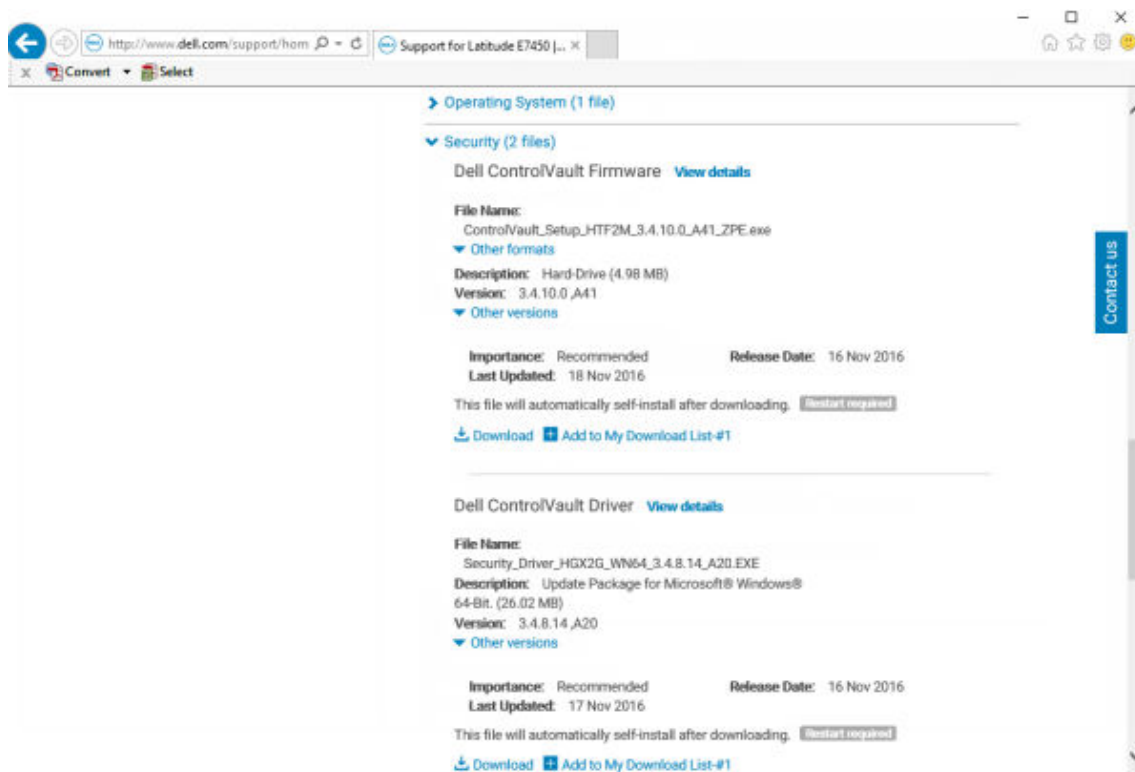 http://www.dell.com/support/hom
Support for Latitude E7450 |...
Convert
Select
Operating System (1 file)
Security (2 files)
Dell ControlVault Firmware View details
File Name:
ControlVault_Setup_HTF2M_3.4.10.0_A41_ZPE.exe
Other formats
Description: Hard-Drive (4.98 MB)
Version: 3.4.10.0 ,A41
Other versions
Importance: Recommended Release Date: 16 Nov 2016
Last Updated: 18 Nov 2016
This file will automatically self-install after downloading. Restart required
Download Add to My Download List-#1
Dell ControlVault Driver View details
File Name:
Security_Driver_HGX2G_WN64_3.4.8.14_A20.EXE
Description: Update Package for Microsoft® Windows®
64-Bit. (26.02 MB)
Version: 3.4.8.14 ,A20
Other versions
Importance: Recommended Release Date: 16 Nov 2016
Last Updated: 17 Nov 2016
This file will automatically self-install after downloading. Restart required
Download Add to My Download List-#1
Contact us